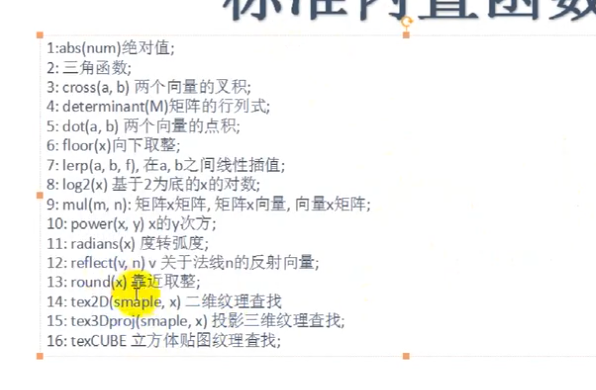 标准内置函数
1:abs(num)绝对值;
2: 三角函数;
3: cross(a, b) 两个向量的叉积;
4: determinant(M)矩阵的行列式;
5: dot(a, b) 两个向量的点积;
6: floor(x)向下取整;
7: lerp(a, b, f), 在a, b之间线性插值;
8: log2(x) 基于2为底的x的对数;
9: mul(m, n): 矩阵x矩阵, 矩阵x向量, 向量x矩阵;
10: power(x, y) x的y次方;
11: radians(x) 度转弧度;
12: reflect(v, n) v 关于法线n的反射向量;
13: round(x) 靠近取整;
14: tex2D(smaple, x) 二维纹理查找
15: tex3Dproj(smaple, x) 投影三维纹理查找;
16: texCUBE 立方体贴图纹理查找;